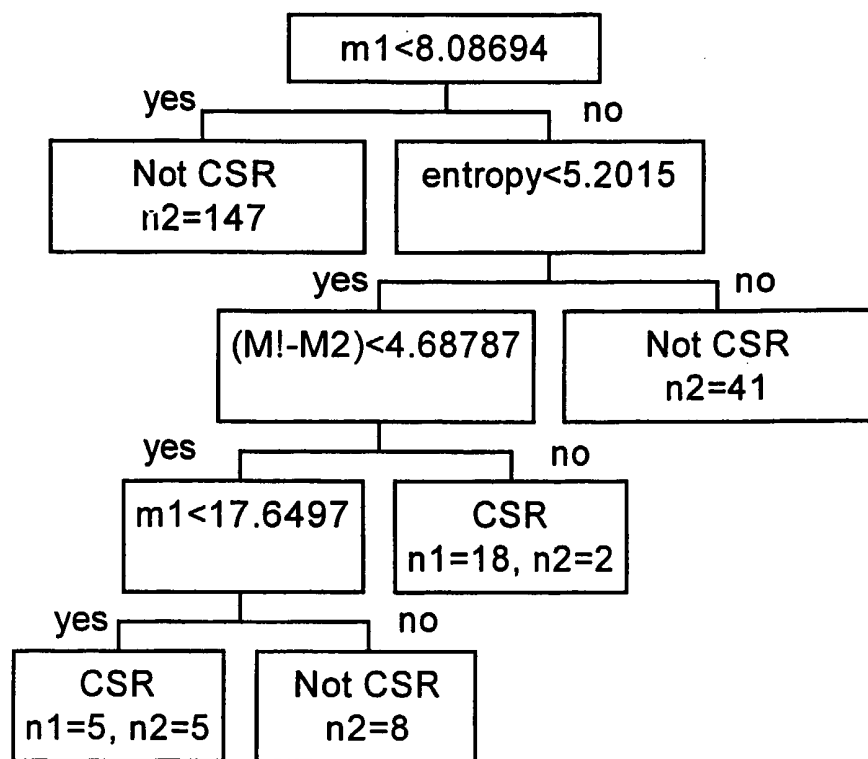 m1<8.08694
yes
no
Not CSR
n2=147
entropy<5.2015
yes
no
(M!-M2)<4.68787
Not CSR
n2=41
yes
no
m1<17.6497
CSR
n1=18, n2=2
yes
no
CSR
n1=5, n2=5
Not CSR
n2=8